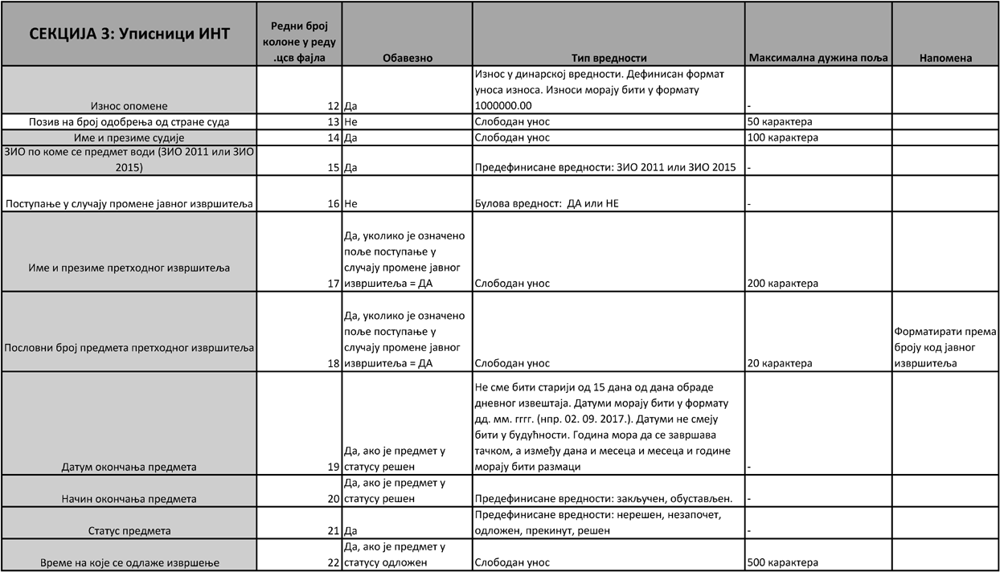 СЕКЦИЈА 3: Уписници ИНТ
Редни број
колоне у реду
.цсв фајла
Обавезно
Тип вредности
Максимална дужина поља
Напомена
Износ опомене
12
Да
Износ у динарској вредности. Дефинисан формат
уноса износа. Износи морају бити у формату
1000000.00
-
Позив на број одобрења од стране суда
13
Не
Слободан унос
50 карактера
Име и презиме судије
14
Да
Слободан унос
100 карактера
ЗИО по коме се предмет води (ЗИО 2011 или ЗИО
2015)
15
Да
Предефинисане вредности: ЗИО 2011 или ЗИО 2015
-
Поступање у случају промене јавног извршитеља
16
Не
Булова вредност:  ДА или НЕ
-
Име и презиме претходног извршитеља
17
Да, уколико је означено
поље поступање у
случају промене јавног
извршитеља = ДА
Слободан унос
200 карактера
Пословни број предмета претходног извршитеља
18
Да, уколико је означено
поље поступање у
случају промене јавног
извршитеља = ДА
Слободан унос
20 карактера
Форматирати према
броју код јавног
извршитеља
Датум окончања предмета
19
Да, ако је предмет у
статусу решен
Не сме бити старији од 15 дана од дана обраде
дневног извештаја. Датуми морају бити у формату
дд. мм. гггг. (нпр. 02. 09. 2017.). Датуми не смеју
бити у будућности. Година мора да се завршава
тачком, а између дана и месеца и месеца и године
морају бити размаци
-
Начин окончања предмета
20
Да, ако је предмет у
статусу решен
Предефинисане вредности: закључен, обустављен.
-
Статус предмета
21
Да
Предефинисане вредности: нерешен, незапочет,
одложен, прекинут, решен
-
Време на које се одлаже извршење
22
Да, ако је предмет у
статусу одложен
Слободан унос
500 карактера